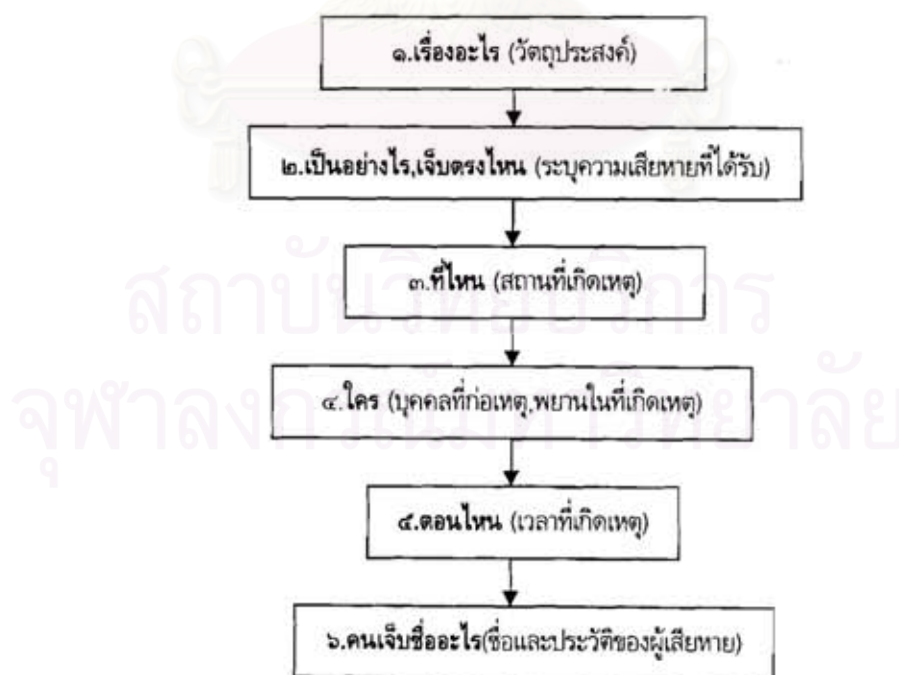 ๑.เรื่องอะไร (วัตถุประสงค์)
๒.เป็นอย่างไร,เจ็บตรงไหน (ระบุความเสียหายที่ได้รับ)
๓.ที่ไหน (สถานที่เกิดเหตุ)
๔.ใคร (บุคคลที่ก่อเหตุ,พยานในที่เกิดเหตุ)
๕.ตอนไหน (เวลาที่เกิดเหตุ)
๖.คนเจ็บชื่ออะไร(ชื่อและประวัติของผู้เสียหาย)
สถาบันวิทยบริการ
จุฬาลงกรณ์มหาวิทยาลัย